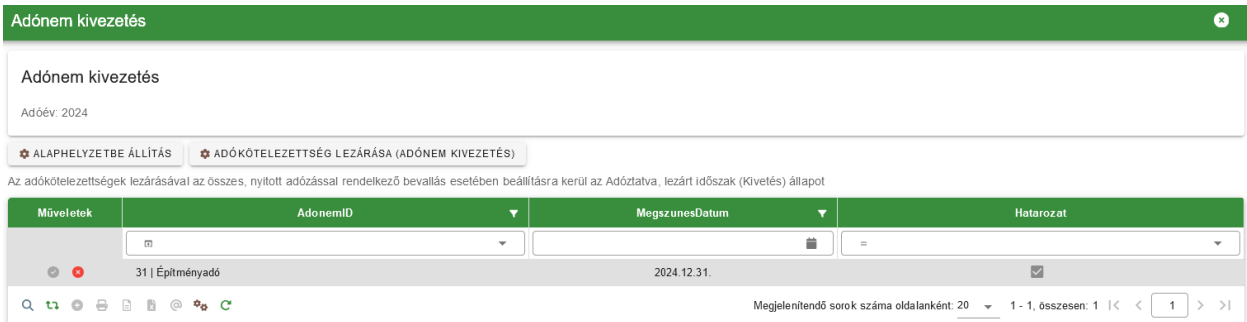 Adónem kivezetés
Adónem kivezetés
Adóév: 2024
ALAPHELYZETBE ÁLLÍTÁS ADÓKÖTELEZETTSÉG LEZÁRÁSA (ADÓNEM KIVEZETÉS)
Az adókötelezettségek lezárásával az összes, nyitott adózással rendelkező bevallás esetében beállításra kerül az Adóztatva, lezárt időszak (Kivetés) állapot
Műveletek AdonemID MegszunesDatum Hatarozat
=
31 | Építményadó 2024.12.31.
Megjelenítendő sorok száma oldalanként: 20 1 - 1, összesen: 1 |< < 1 > >|